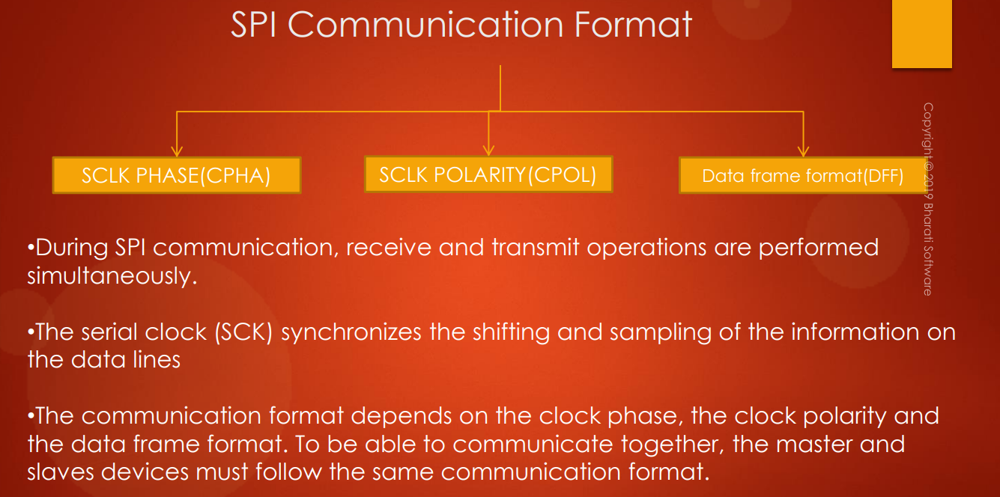 SPI Communication Format
SCLK PHASE(CPHA)
SCLK POLARITY(CPOL)
Data frame format(DFF)
•During SPI communication, receive and transmit operations are performed
simultaneously.
•The serial clock (SCK) synchronizes the shifting and sampling of the information on
the data lines
•The communication format depends on the clock phase, the clock polarity and
the data frame format. To be able to communicate together, the master and
slaves devices must follow the same communication format.
Copyright © 2019 Bharati Software